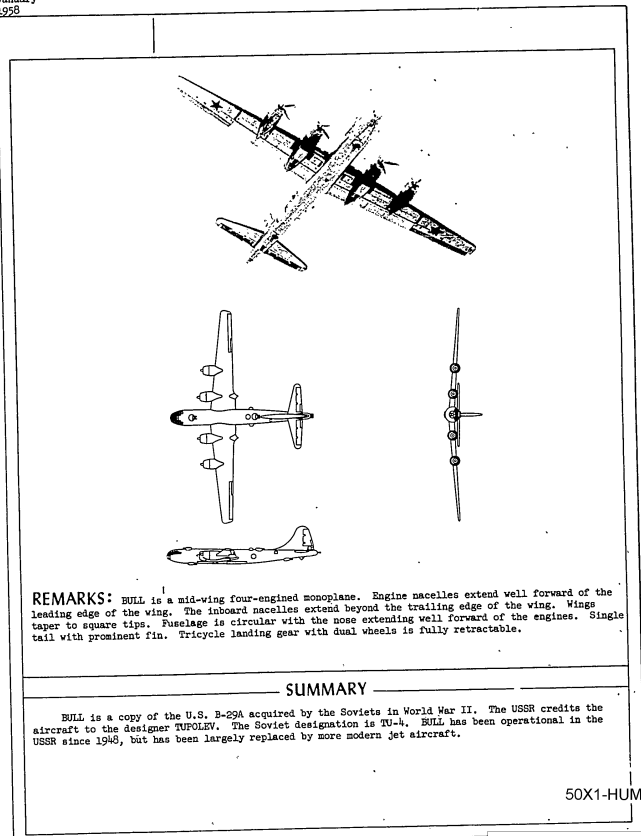 1958
REMARKS: BULL is a mid-wing four-engined monoplane. Engine nacelles extend well forward of the
leading edge of the wing. The inboard nacelles extend beyond the trailing edge of the wing. Wings
taper to square tips. Fuselage is circular with the nose extending well forward of the engines. Single
tail with prominent fin. Tricycle landing gear with dual wheels is fully retractable.
SUMMARY
BULL is a copy of the U.S. B-29A acquired by the Soviets in World War II. The USSR credits the
aircraft to the designer TUPOLEV. The Soviet designation is TU-4. BULL has been operational in the
USSR since 1948, but has been largely replaced by more modern jet aircraft.
50X1-HUM